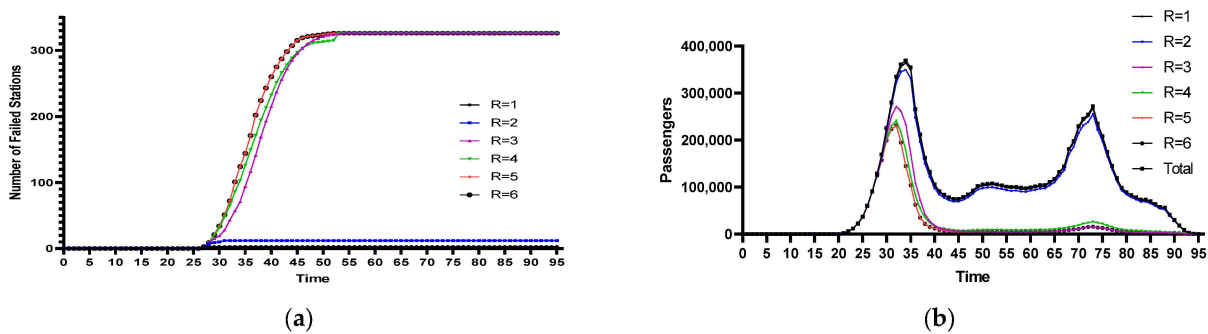 Number of Failed Stations
300
200
100
0
R=1
R=2
R=3
R=4
R=5
R=6
0 5 10 15 20 25 30 35 40 45 50 55 60 65 70 75 80 85 90 95
Time
(a)
Passengers
400,000
300,000
200,000
100,000
0
R=1
R=2
R=3
R=4
R=5
R=6
Total
0 5 10 15 20 25 30 35 40 45 50 55 60 65 70 75 80 85 90 95
Time
(b)